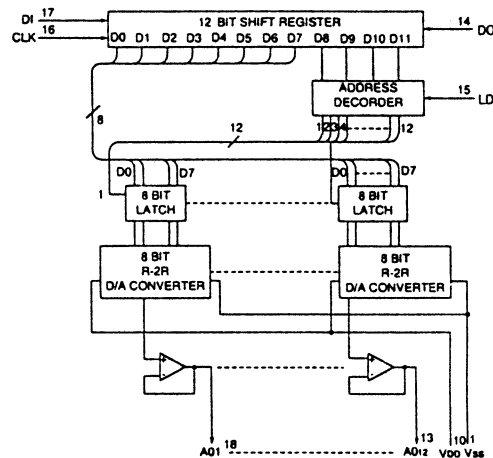 DI 17
12 BIT SHIFT REGISTER
14 DO
CLK 16
D0 D1 D2 D3 D4 D5 D6 D7 D8 D9 D10 D11
ADDRESS
DECORDER
15 LD
8
12
1 2 3 4 12
D0 D7
D0 D7
1
8 BIT
LATCH
8 BIT
LATCH
8 BIT
R-2R
D/A CONVERTER
8 BIT
R-2R
D/A CONVERTER
+
-
+
-
A01 18
13
A012
10 1
VDD VSS